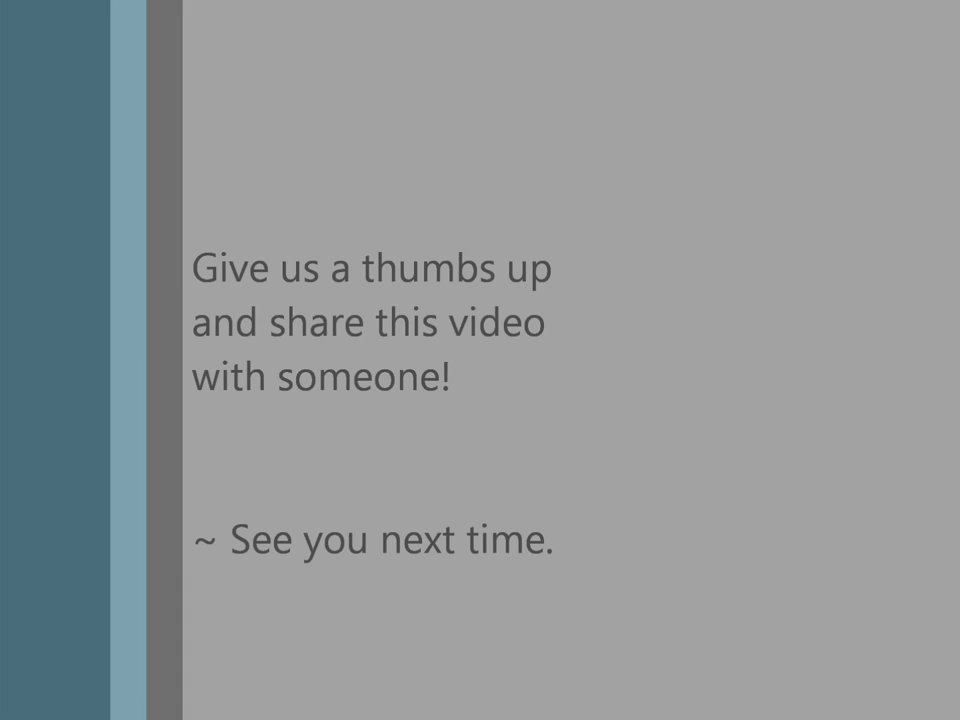 Give us a thumbs up
and share this video
with someone!
~ See you next time.